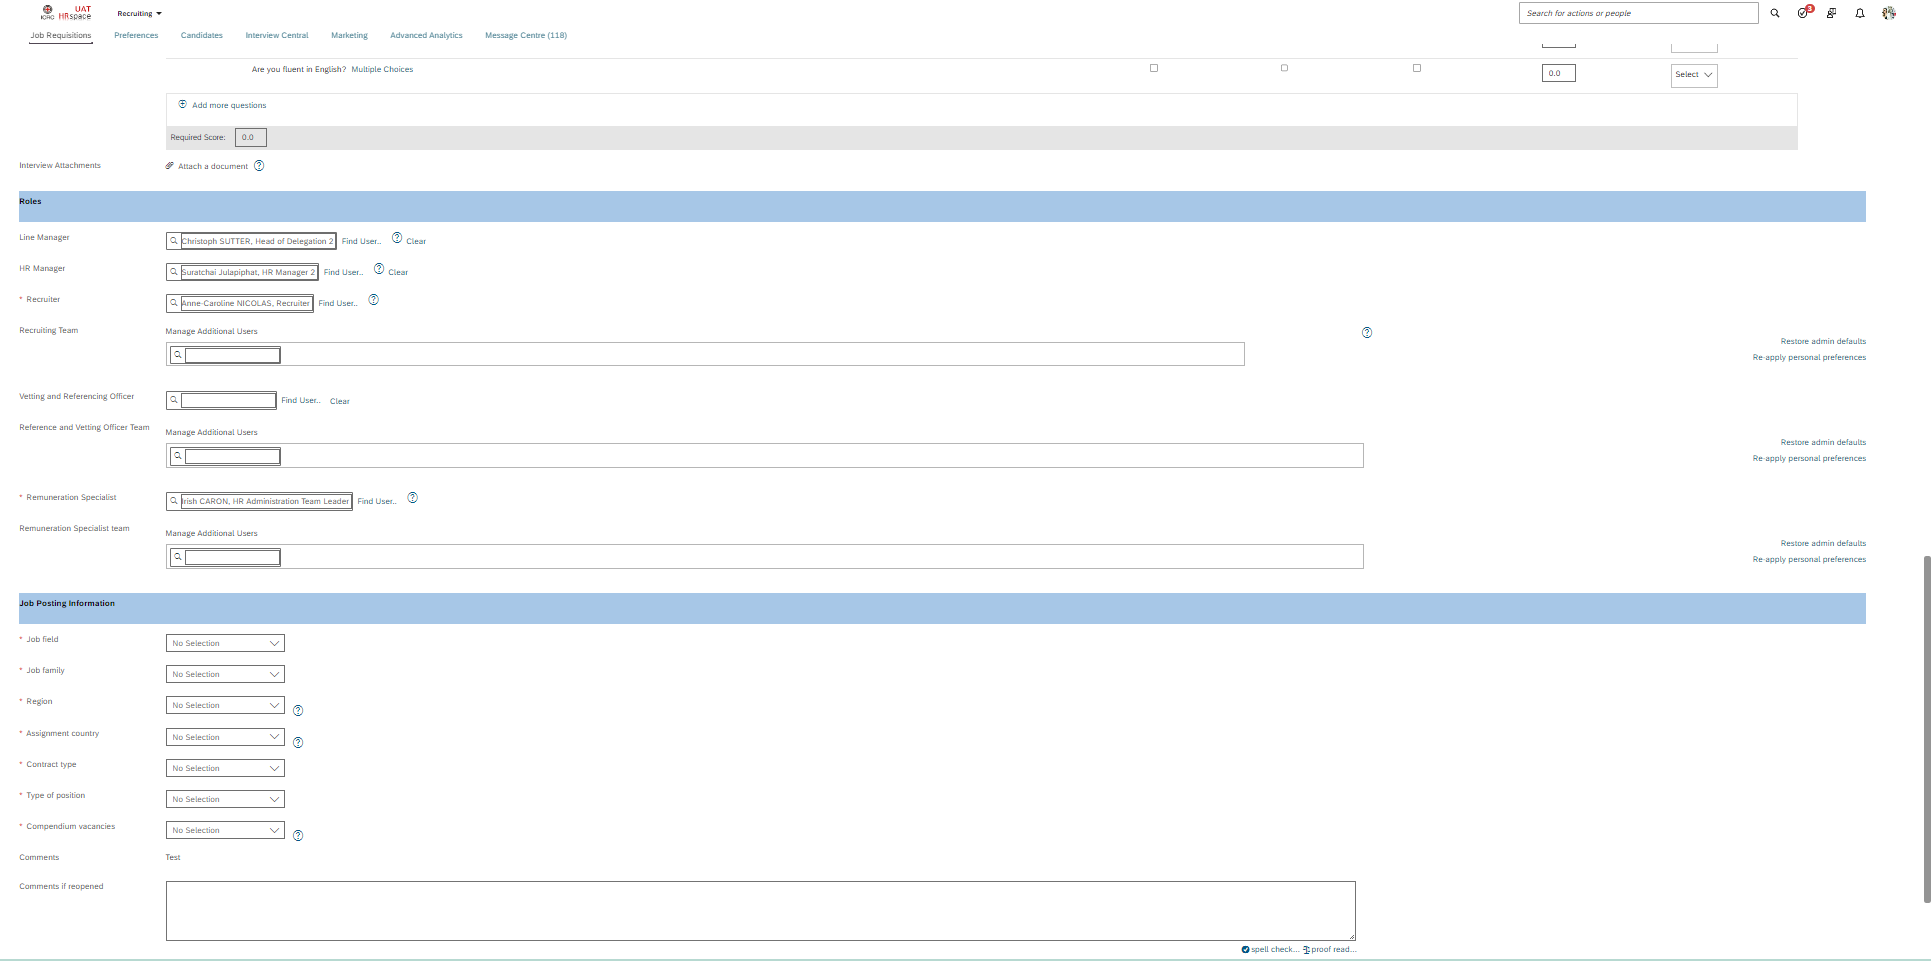 ICRC UAT HRspace
Recruiting
Search for actions or people
3
Job Requisitions Preferences Candidates Interview Central Marketing Advanced Analytics Message Centre (118)
Are you fluent in English? Multiple Choices 0.0 Select
Add more questions
Required Score: 0.0
Interview Attachments Attach a document ?
Roles
Line Manager Christoph SUTTER, Head of Delegation 2 Find User.. ? Clear
HR Manager Suratchai Julapiphat, HR Manager 2 Find User.. ? Clear
* Recruiter Anne-Caroline NICOLAS, Recruiter Find User.. ?
Recruiting Team Manage Additional Users ?
Restore admin defaults
Re-apply personal preferences
Vetting and Referencing Officer Find User.. Clear
Reference and Vetting Officer Team Manage Additional Users
Restore admin defaults
Re-apply personal preferences
* Remuneration Specialist Irish CARON, HR Administration Team Leader Find User.. ?
Remuneration Specialist team Manage Additional Users
Restore admin defaults
Re-apply personal preferences
Job Posting Information
* Job field No Selection
* Job family No Selection
* Region No Selection ?
* Assignment country No Selection ?
* Contract type No Selection
* Type of position No Selection
* Compendium vacancies No Selection ?
Comments Test
Comments if reopened
spell check... proof read...